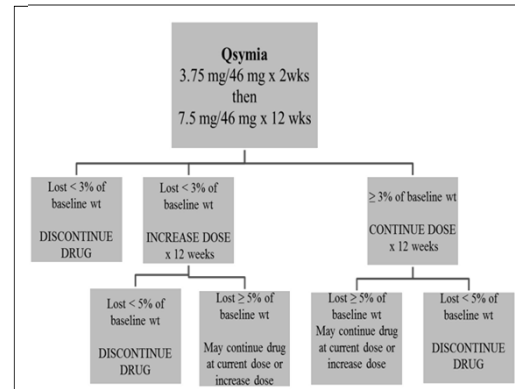 Qsymia
3.75 mg/46 mg x 2wks
then
7.5 mg/46 mg x 12 wks
Lost < 3% of
baseline wt
DISCONTINUE
DRUG
Lost < 3% of
baseline wt
INCREASE DOSE
x 12 weeks
≥ 3% of baseline wt
CONTINUE DOSE
x 12 weeks
Lost < 5% of
baseline wt
DISCONTINUE
DRUG
Lost ≥ 5% of
baseline wt
May continue drug
at current dose or
increase dose
Lost ≥ 5% of
baseline wt
May continue drug
at current dose or
increase dose
Lost < 5% of
baseline wt
DISCONTINUE
DRUG